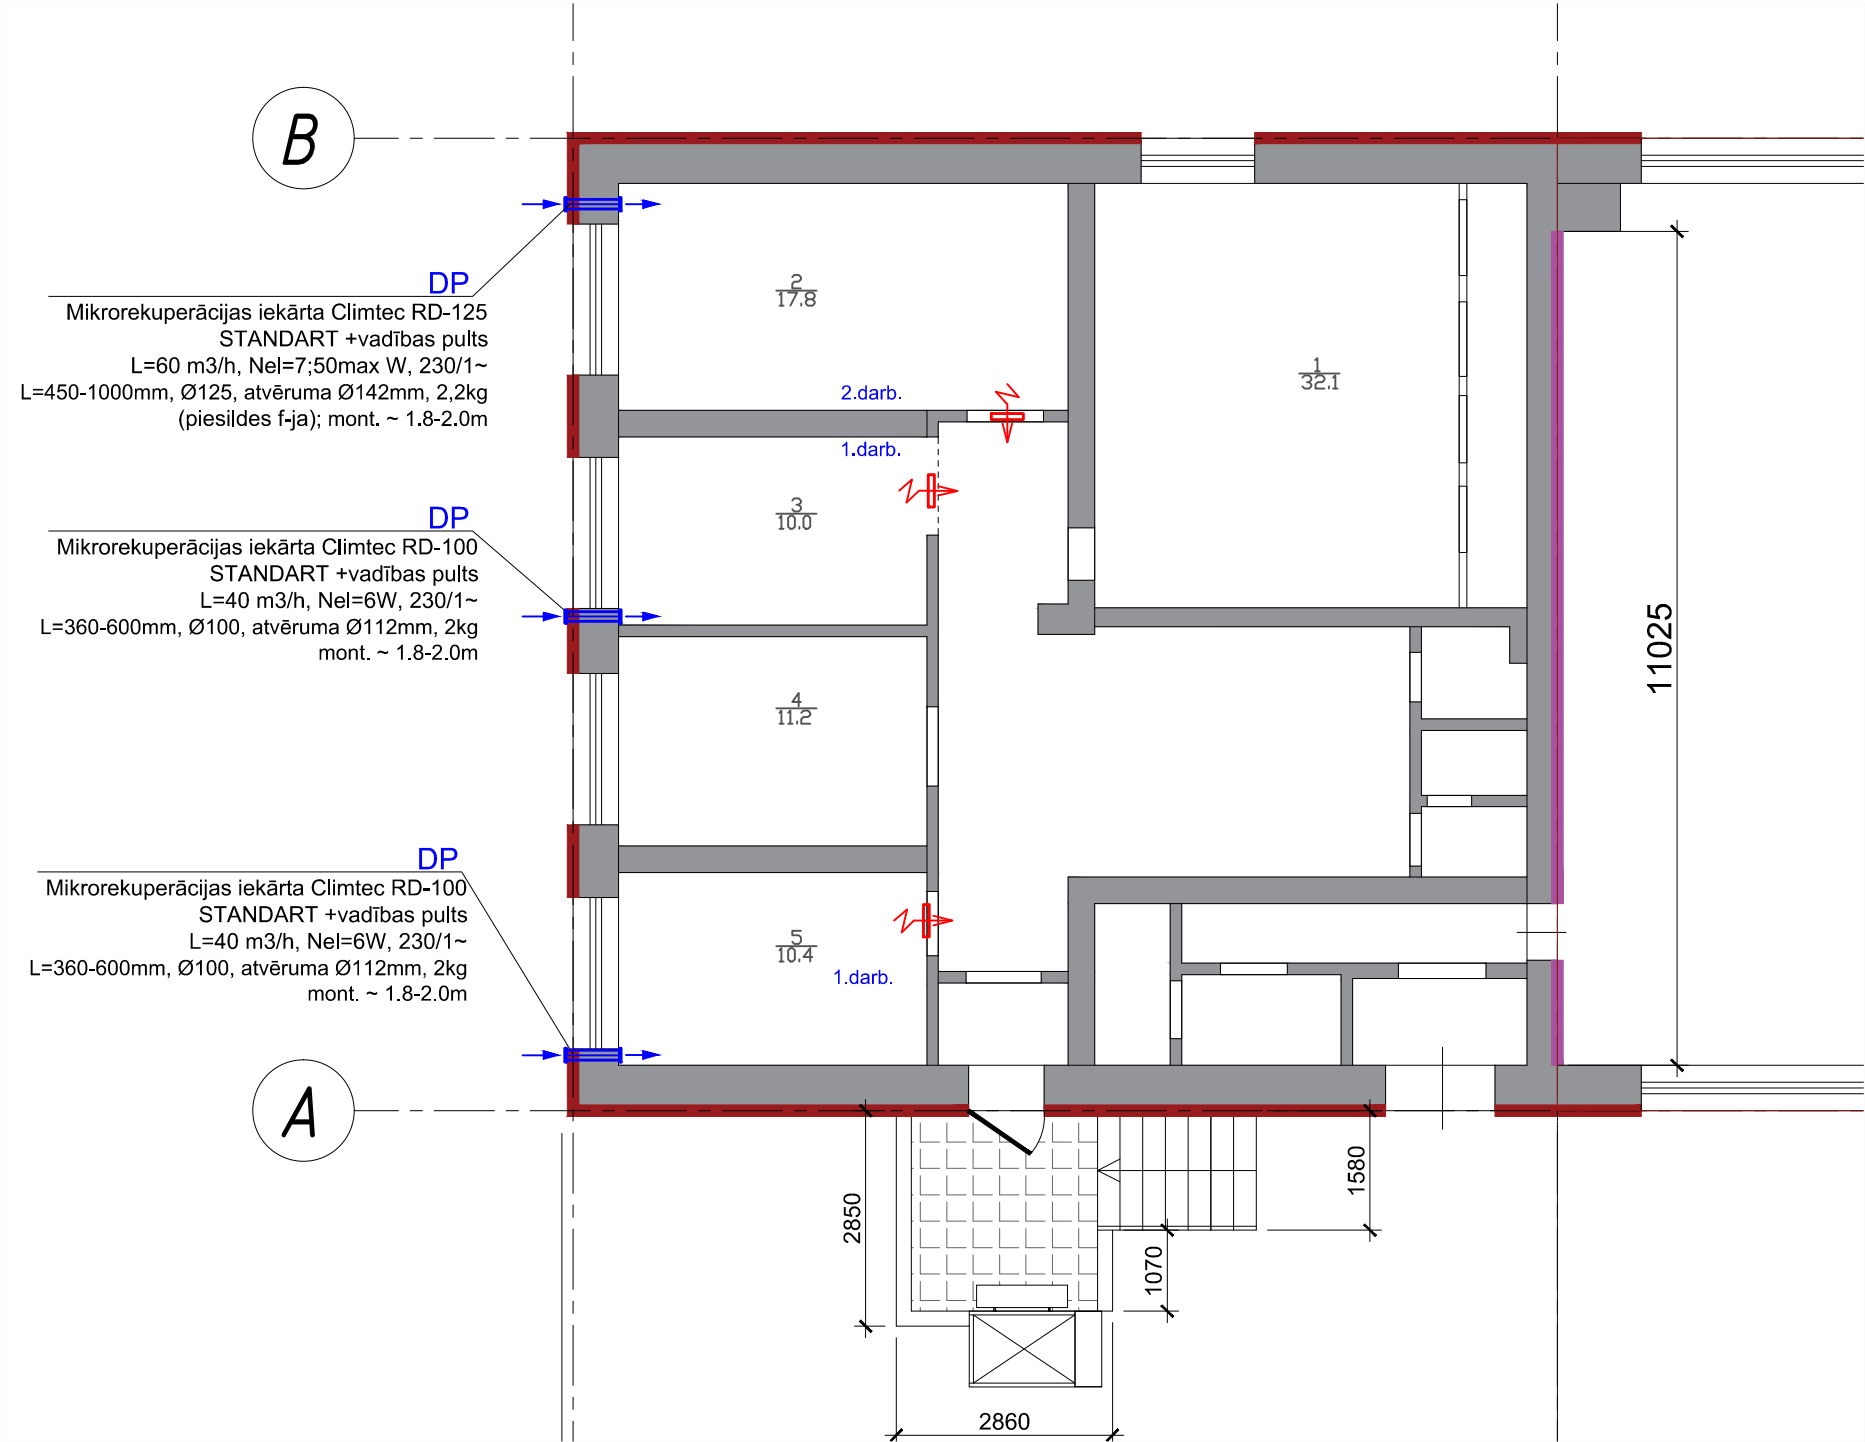 B
DP
Mikrorekuperācijas iekārta Climtec RD-125
STANDART +vadības pults
L=60 m3/h, Nel=7;50max W, 230/1~
L=450-1000mm, Ø125, atvēruma Ø142mm, 2,2kg
(piesildes f-ja); mont. ~ 1.8-2.0m
2
17.8
2.darb.
1
32.1
1.darb.
3
10.0
DP
Mikrorekuperācijas iekārta Climtec RD-100
STANDART +vadības pults
L=40 m3/h, Nel=6W, 230/1~
L=360-600mm, Ø100, atvēruma Ø112mm, 2kg
mont. ~ 1.8-2.0m
11025
4
11.2
DP
Mikrorekuperācijas iekārta Climtec RD-100
STANDART +vadības pults
L=40 m3/h, Nel=6W, 230/1~
L=360-600mm, Ø100, atvēruma Ø112mm, 2kg
mont. ~ 1.8-2.0m
5
10.4
1.darb.
A
2850
1580
1070
2860